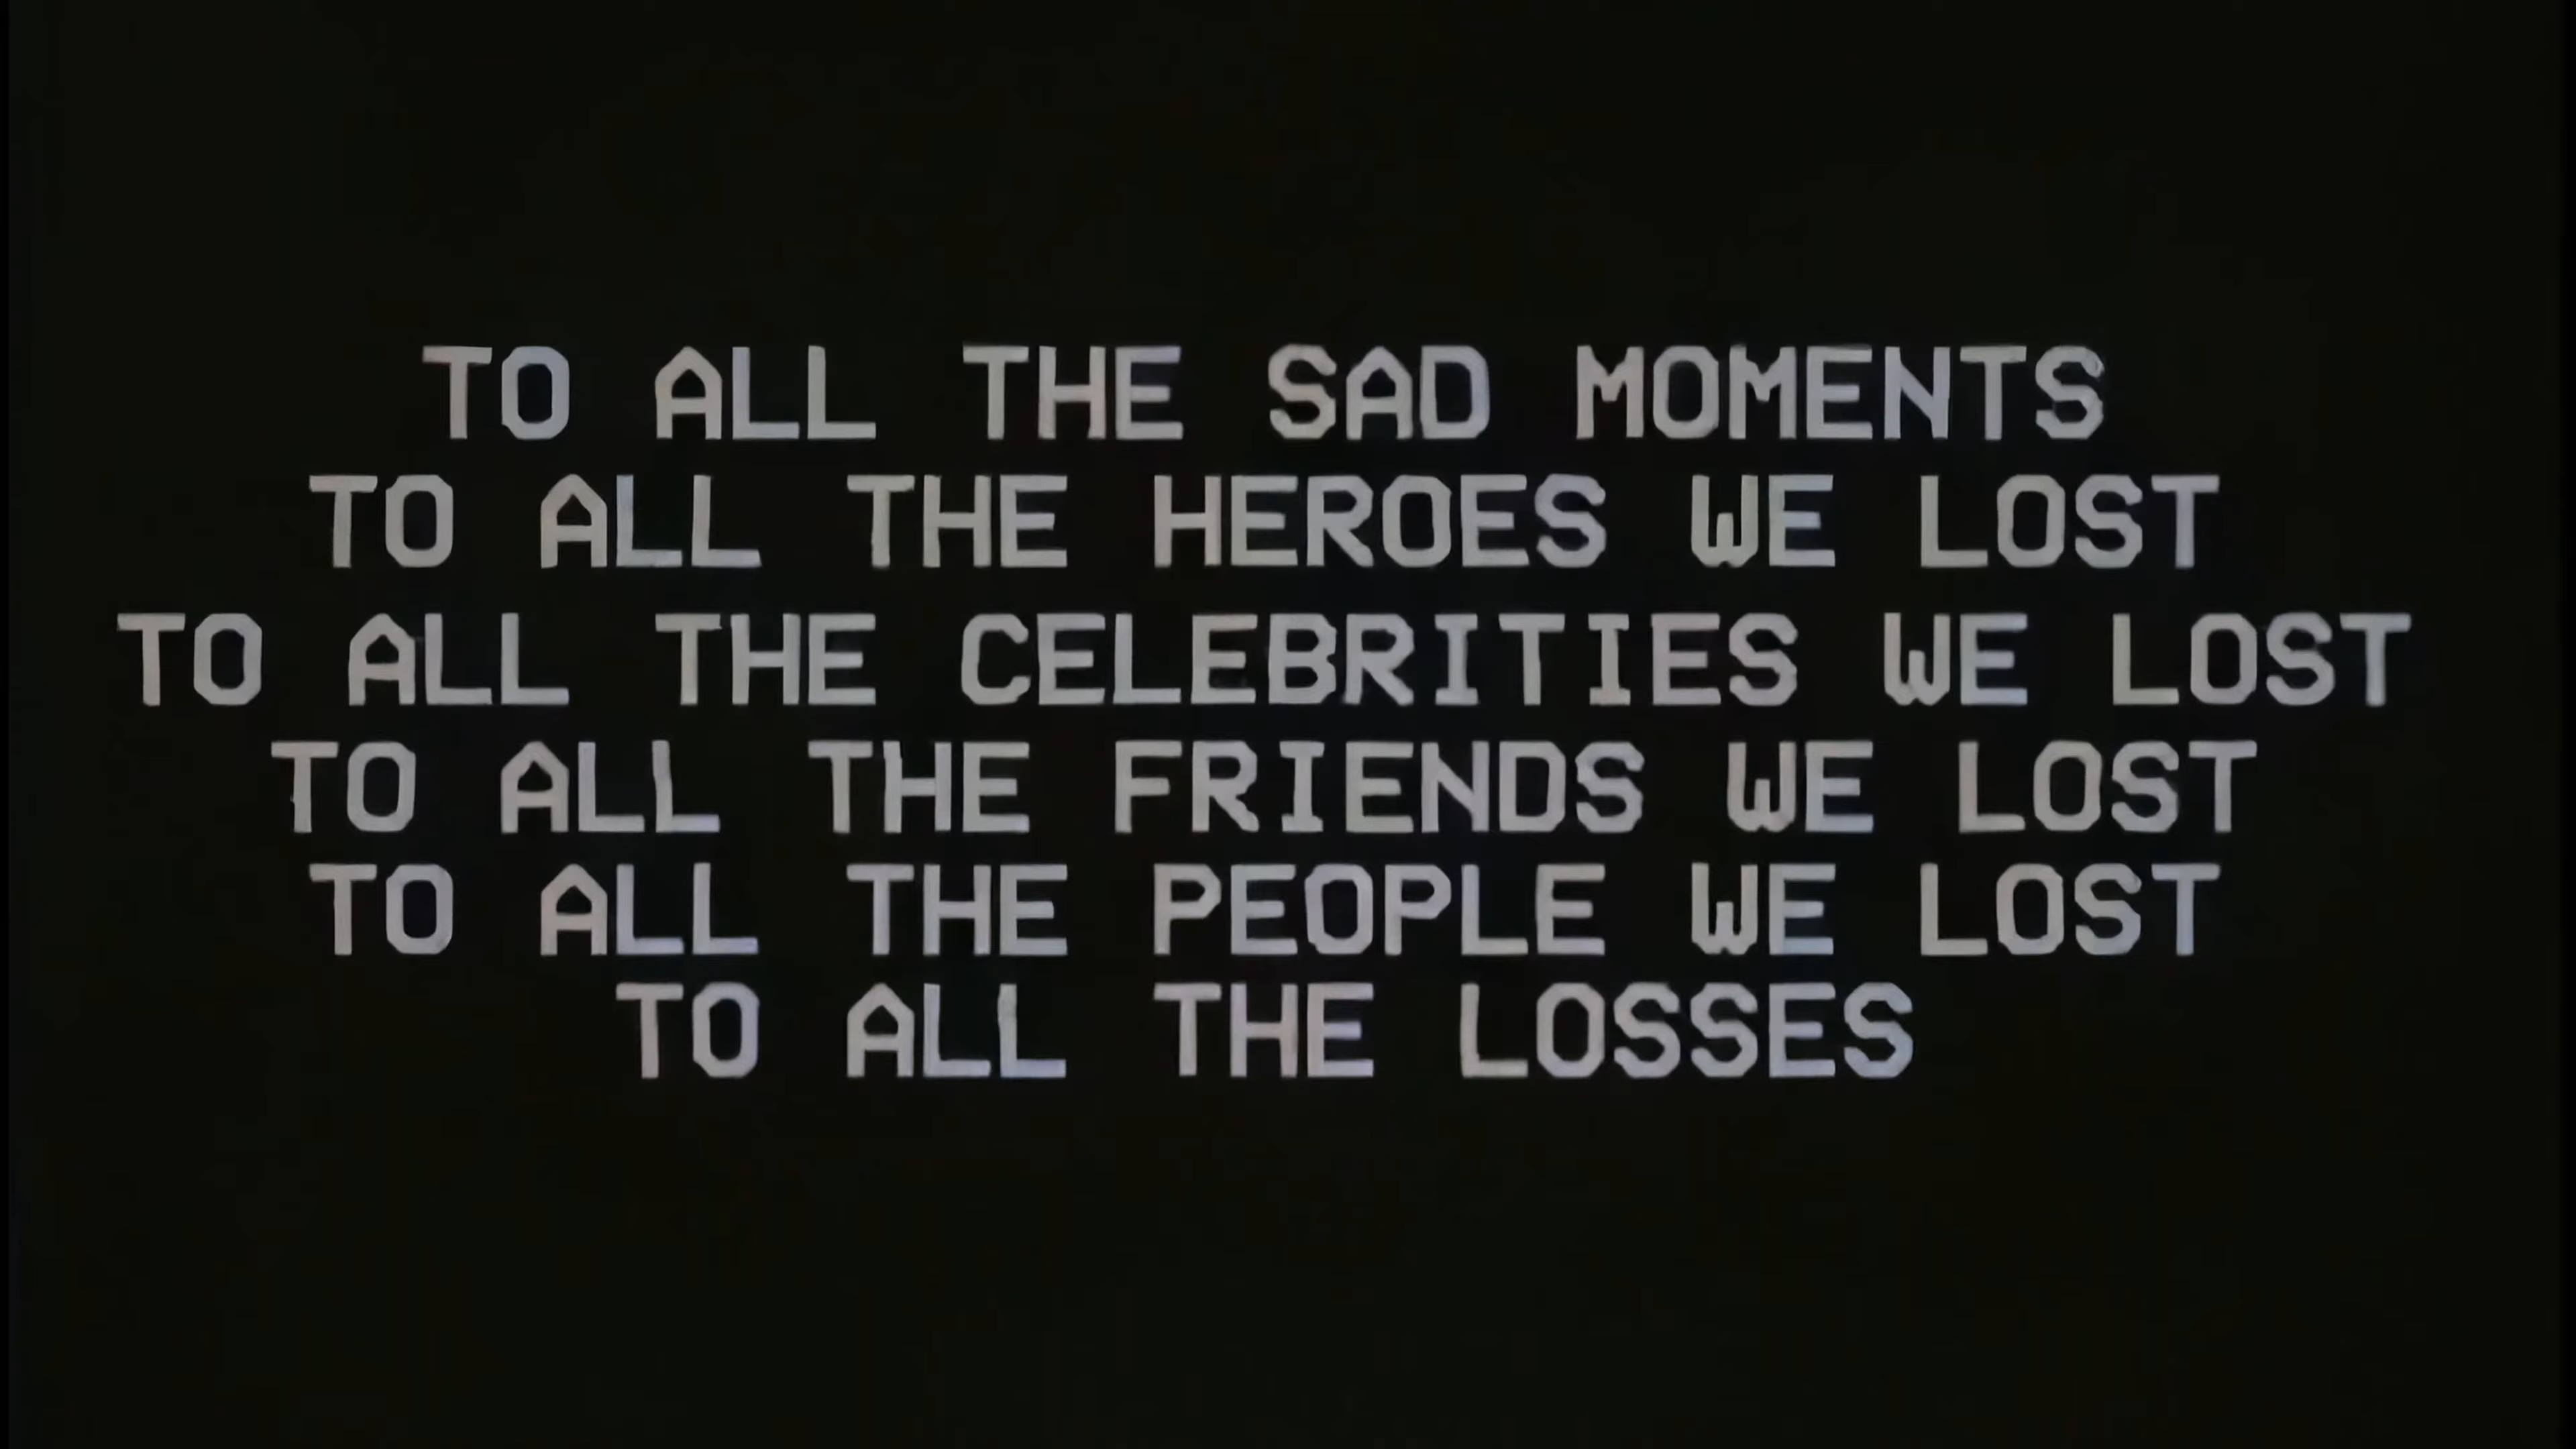 TO ALL THE SAD MOMENTS
TO ALL THE HEROES WE LOST
TO ALL THE CELEBRITIES WE LOST
TO ALL THE FRIENDS WE LOST
TO ALL THE PEOPLE WE LOST
TO ALL THE LOSSES